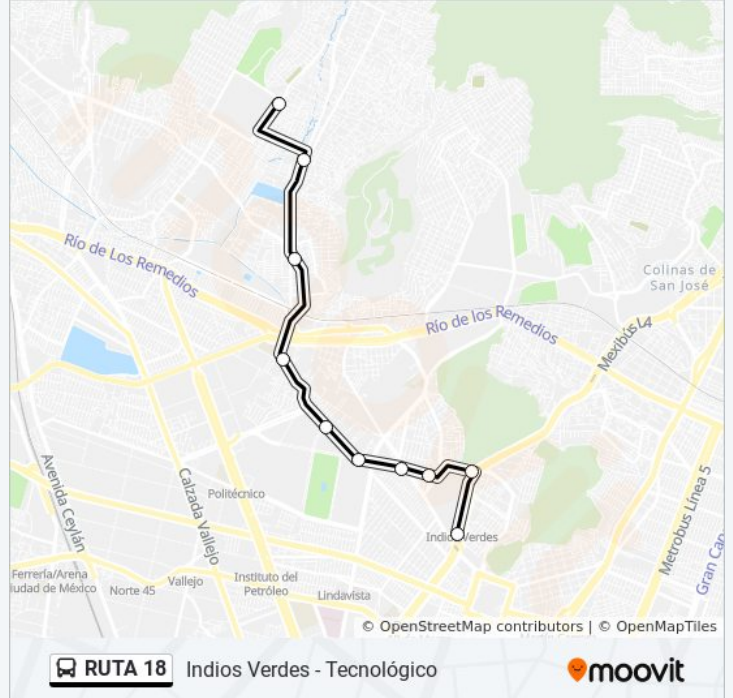 Río de Los Remedios
Colinas de
San José
Río de los Remedios
Mexibús L4
Avenida Ceylán
Calzada Vallejo
Politécnico
Metrobus Línea 5
Indios Verdes
Ferrería/Arena
iudad de México
Norte 45
Vallejo
Instituto del
Petróleo
Lindavista
© OpenStreetMap contributors | © OpenMapTiles
RUTA 18
Indios Verdes - Tecnológico
moovit